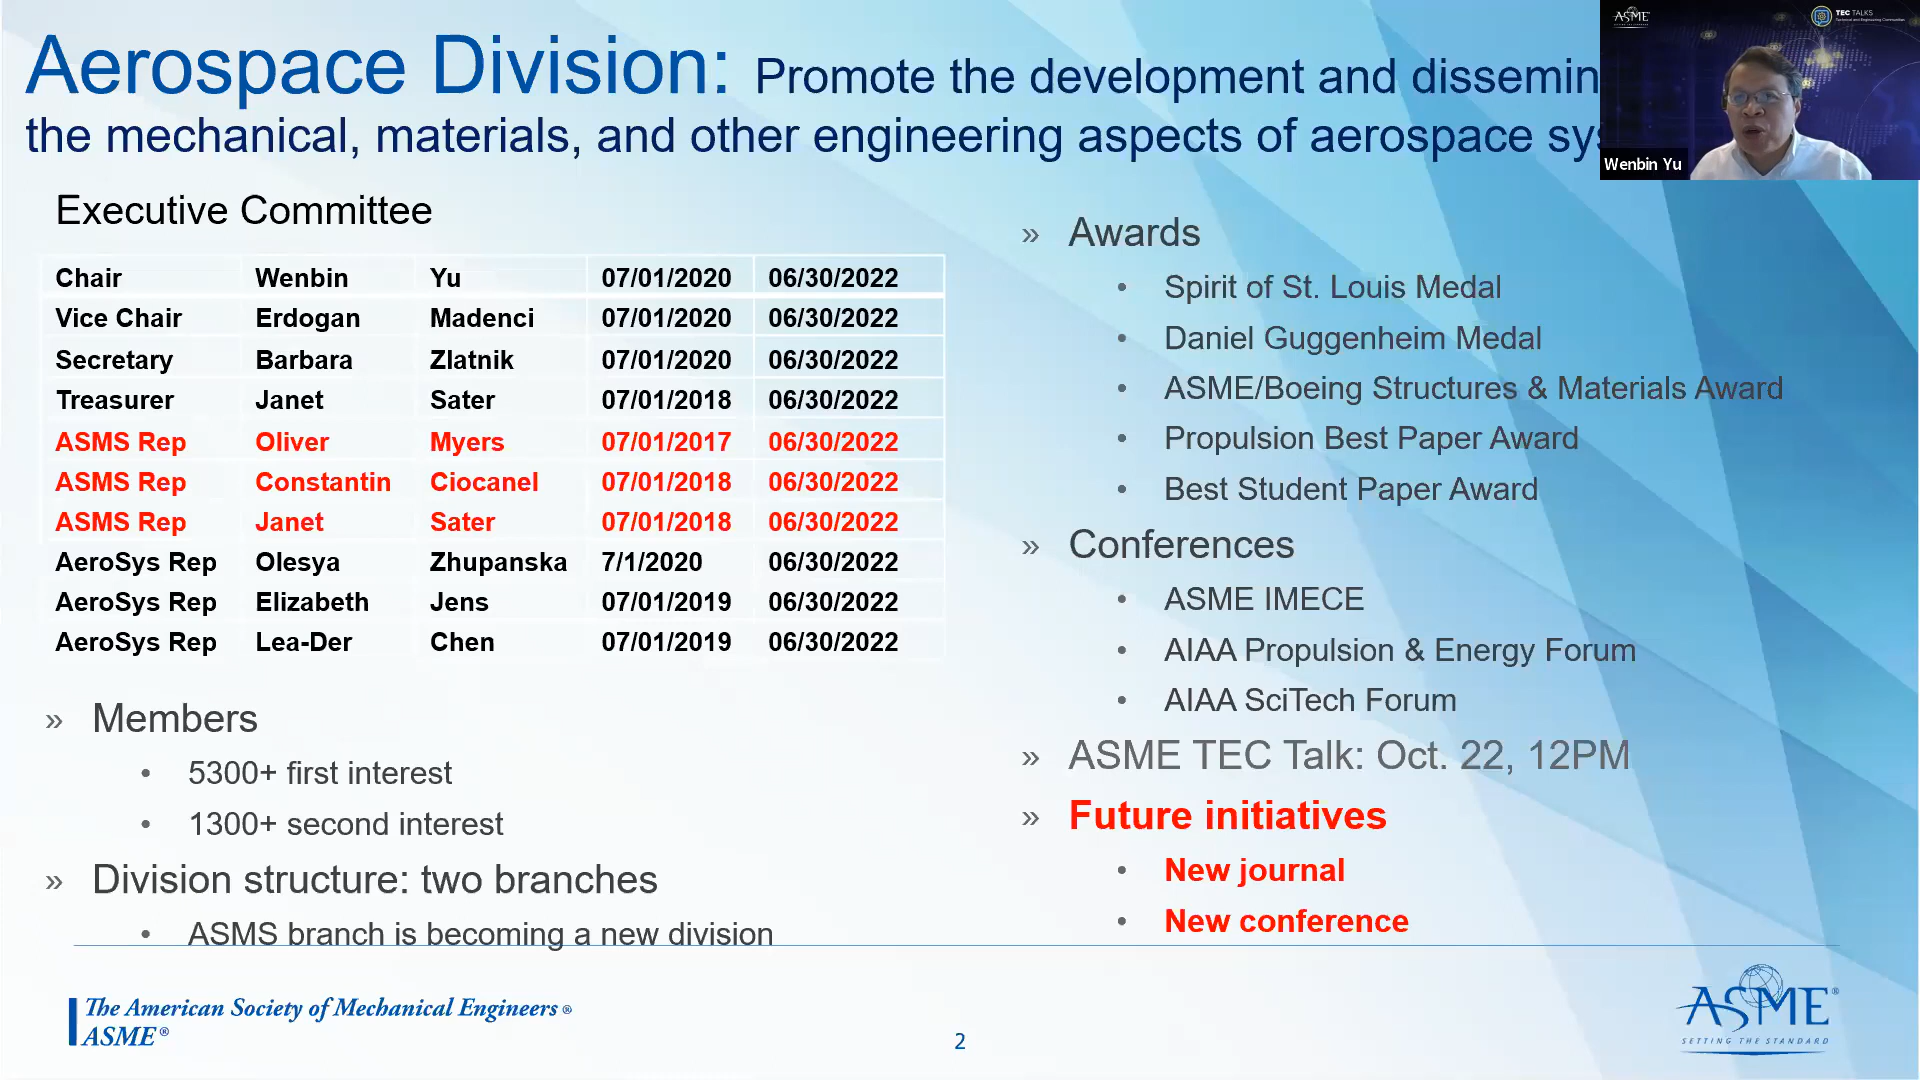 Aerospace Division: Promote the development and dissemin
the mechanical, materials, and other engineering aspects of aerospace sys
ASME
TEC TALKS
Wenbin Yu
Executive Committee
Chair Wenbin Yu 07/01/2020 06/30/2022
Vice Chair Erdogan Madenci 07/01/2020 06/30/2022
Secretary Barbara Zlatnik 07/01/2020 06/30/2022
Treasurer Janet Sater 07/01/2018 06/30/2022
ASMS Rep Oliver Myers 07/01/2017 06/30/2022
ASMS Rep Constantin Ciocanel 07/01/2018 06/30/2022
ASMS Rep Janet Sater 07/01/2018 06/30/2022
AeroSys Rep Olesya Zhupanska 7/1/2020 06/30/2022
AeroSys Rep Elizabeth Jens 07/01/2019 06/30/2022
AeroSys Rep Lea-Der Chen 07/01/2019 06/30/2022
» Members
• 5300+ first interest
• 1300+ second interest
» Division structure: two branches
• ASMS branch is becoming a new division
» Awards
• Spirit of St. Louis Medal
• Daniel Guggenheim Medal
• ASME/Boeing Structures & Materials Award
• Propulsion Best Paper Award
• Best Student Paper Award
» Conferences
• ASME IMECE
• AIAA Propulsion & Energy Forum
• AIAA SciTech Forum
» ASME TEC Talk: Oct. 22, 12PM
» Future initiatives
• New journal
• New conference
The American Society of Mechanical Engineers ®
ASME ®
2
ASME ®
SETTING THE STANDARD